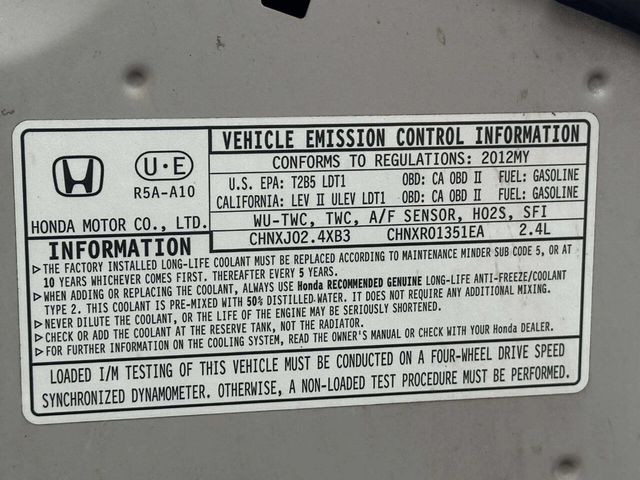 VEHICLE EMISSION CONTROL INFORMATION
CONFORMS TO REGULATIONS: 2012MY
U.S. EPA: T2B5 LDT1 OBD: CA OBD II FUEL: GASOLINE
CALIFORNIA: LEV II ULEV LDT1 OBD: CA OBD II FUEL: GASOLINE
WU-TWC, TWC, A/F SENSOR, HO2S, SFI
CHNXJ02.4XB3 CHNXR01351EA 2.4L
U·E
R5A-A10
HONDA MOTOR CO., LTD.
INFORMATION
▷THE FACTORY INSTALLED LONG-LIFE COOLANT MUST BE REPLACED ACCORDING TO MAINTENANCE MINDER SUB CODE 5, OR AT
10 YEARS WHICHEVER COMES FIRST. THEREAFTER EVERY 5 YEARS.
▷WHEN ADDING OR REPLACING THE COOLANT, ALWAYS USE Honda RECOMMENDED GENUINE LONG-LIFE ANTI-FREEZE/COOLANT
TYPE 2. THIS COOLANT IS PRE-MIXED WITH 50% DISTILLED WATER. IT DOES NOT REQUIRE ANY ADDITIONAL MIXING.
▷NEVER DILUTE THE COOLANT, OR THE LIFE OF THE ENGINE MAY BE SERIOUSLY SHORTENED.
▷CHECK OR ADD THE COOLANT AT THE RESERVE TANK, NOT THE RADIATOR.
▷FOR FURTHER INFORMATION ON THE COOLING SYSTEM, READ THE OWNER'S MANUAL OR CHECK WITH YOUR Honda DEALER.
LOADED I/M TESTING OF THIS VEHICLE MUST BE CONDUCTED ON A FOUR-WHEEL DRIVE SPEED
SYNCHRONIZED DYNAMOMETER. OTHERWISE, A NON-LOADED TEST PROCEDURE MUST BE PERFORMED.